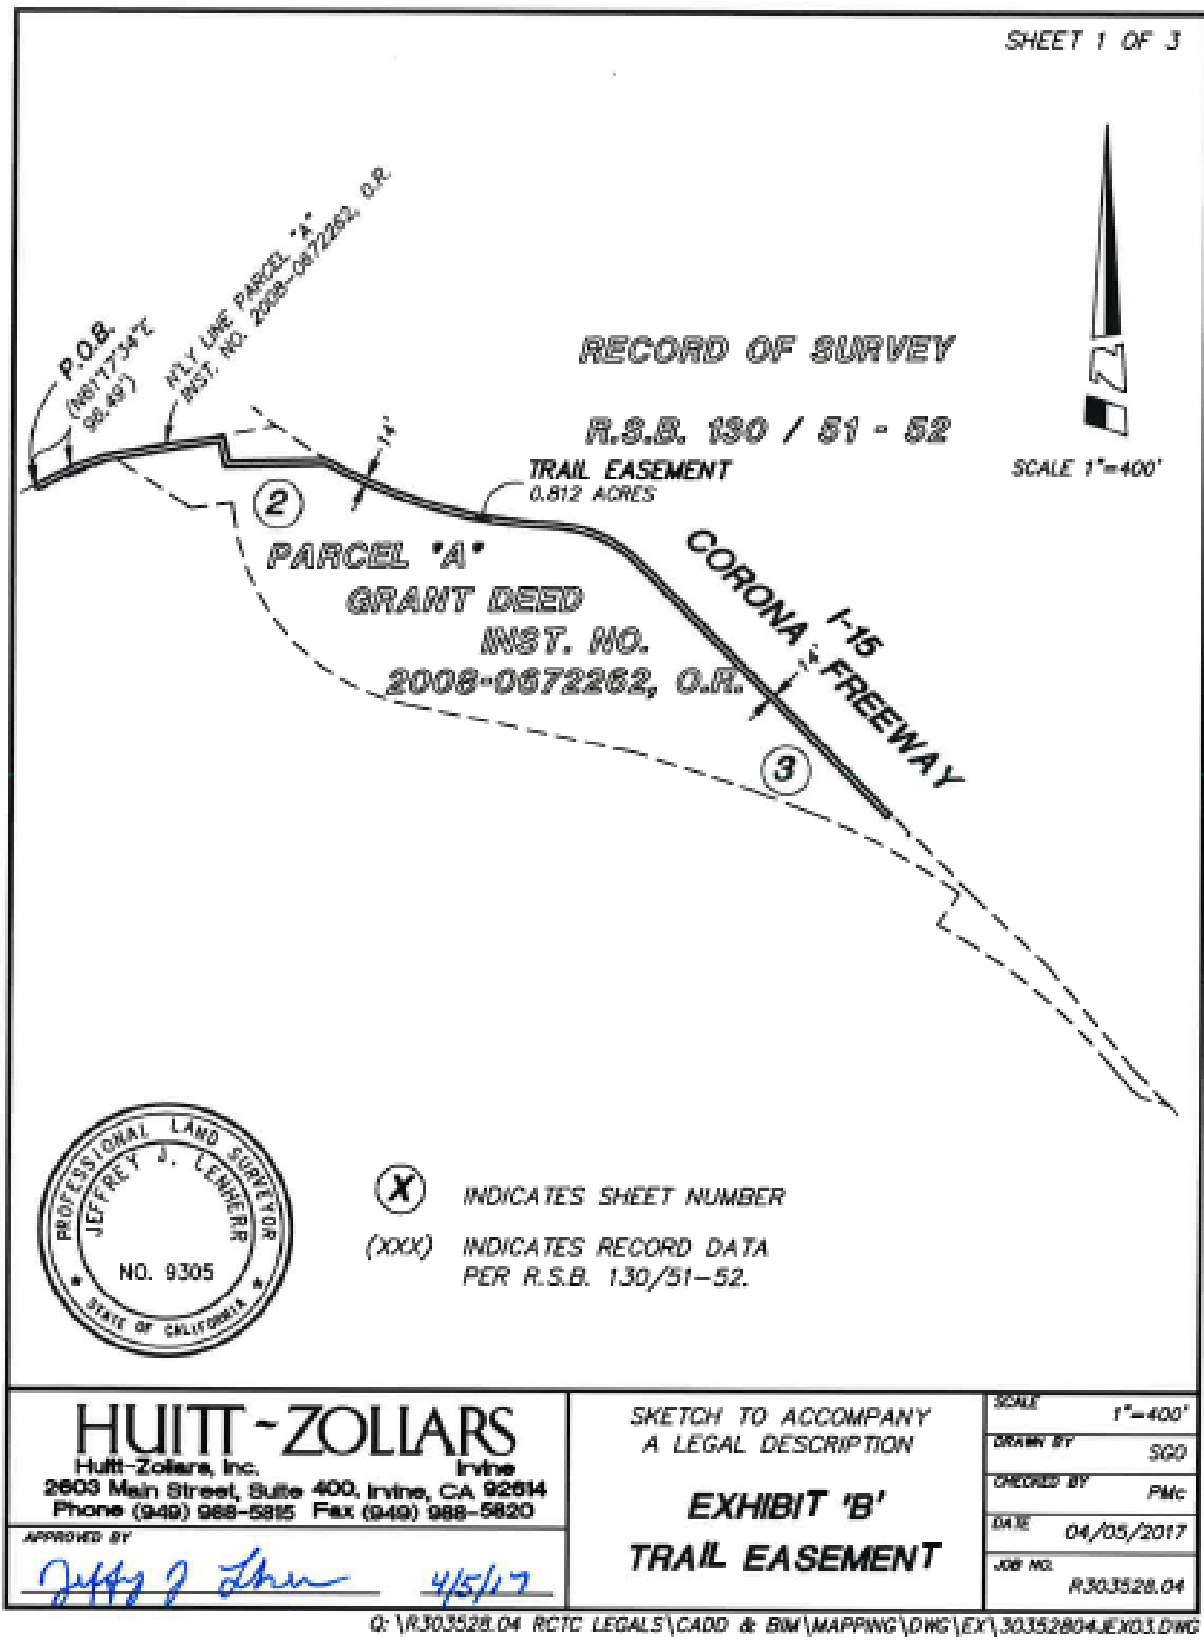 SHEET 1 OF 3
P.O.B.
(N61°17'34"E
98.49')
N'LY LINE PARCEL "A"
INST. NO. 2008-0672262, O.R.
RECORD OF SURVEY
R.S.B. 130 / 51 - 52
SCALE 1"=400'
14'
TRAIL EASEMENT
0.812 ACRES
2
PARCEL "A"
GRANT DEED
INST. NO.
2008-0672262, O.R.
CORONA FREEWAY
I-15
3
PROFESSIONAL LAND SURVEYOR
JEFFREY J. LENHERR
NO. 9305
STATE OF CALIFORNIA
X INDICATES SHEET NUMBER
(XXX) INDICATES RECORD DATA
PER R.S.B. 130/51-52.
HUITT~ZOLLARS
Huitt-Zollars, Inc. Irvine
2603 Main Street, Suite 400, Irvine, CA 92614
Phone (949) 988-5815 Fax (949) 988-5820
APPROVED BY
4/5/17
SKETCH TO ACCOMPANY
A LEGAL DESCRIPTION
EXHIBIT 'B'
TRAIL EASEMENT
SCALE 1"=400'
DRAWN BY SGO
CHECKED BY PMc
DATE 04/05/2017
JOB NO. R303528.04
Q:\R303528.04 RCTC LEGALS\CADD & BIM\MAPPING\DWG\EX\30352804JEX03.DWG